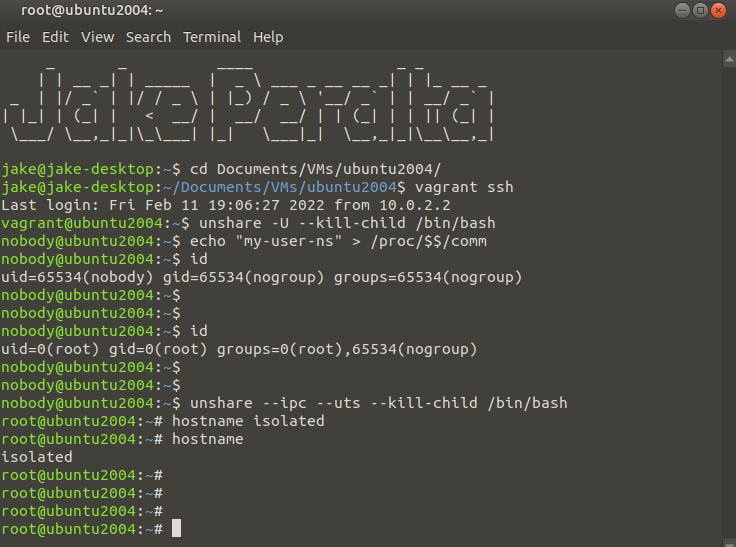 root@ubuntu2004: ~
File Edit View Search Terminal Help
Jake Peralta
jake@jake-desktop:~$ cd Documents/VMs/ubuntu2004/
jake@jake-desktop:~/Documents/VMs/ubuntu2004$ vagrant ssh
Last login: Fri Feb 11 19:06:27 2022 from 10.0.2.2
vagrant@ubuntu2004:~$ unshare -U --kill-child /bin/bash
nobody@ubuntu2004:~$ echo "my-user-ns" > /proc/$$/comm
nobody@ubuntu2004:~$ id
uid=65534(nobody) gid=65534(nogroup) groups=65534(nogroup)
nobody@ubuntu2004:~$
nobody@ubuntu2004:~$
nobody@ubuntu2004:~$ id
uid=0(root) gid=0(root) groups=0(root),65534(nogroup)
nobody@ubuntu2004:~$
nobody@ubuntu2004:~$
nobody@ubuntu2004:~$ unshare --ipc --uts --kill-child /bin/bash
root@ubuntu2004:~# hostname isolated
root@ubuntu2004:~# hostname
isolated
root@ubuntu2004:~#
root@ubuntu2004:~#
root@ubuntu2004:~#
root@ubuntu2004:~#